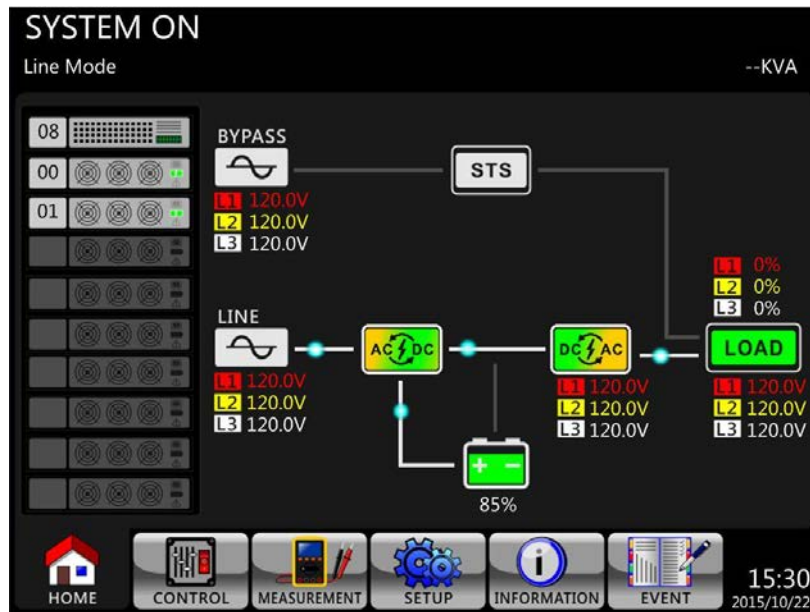 SYSTEM ON
Line Mode
--KVA
08
00
01
BYPASS
L1 120.0V
L2 120.0V
L3 120.0V
STS
L1 0%
L2 0%
L3 0%
LINE
AC DC
DC AC
LOAD
L1 120.0V
L2 120.0V
L3 120.0V
L1 120.0V
L2 120.0V
L3 120.0V
L1 120.0V
L2 120.0V
L3 120.0V
+ −
85%
HOME
CONTROL
MEASUREMENT
SETUP
INFORMATION
EVENT
15:30
2015/10/22